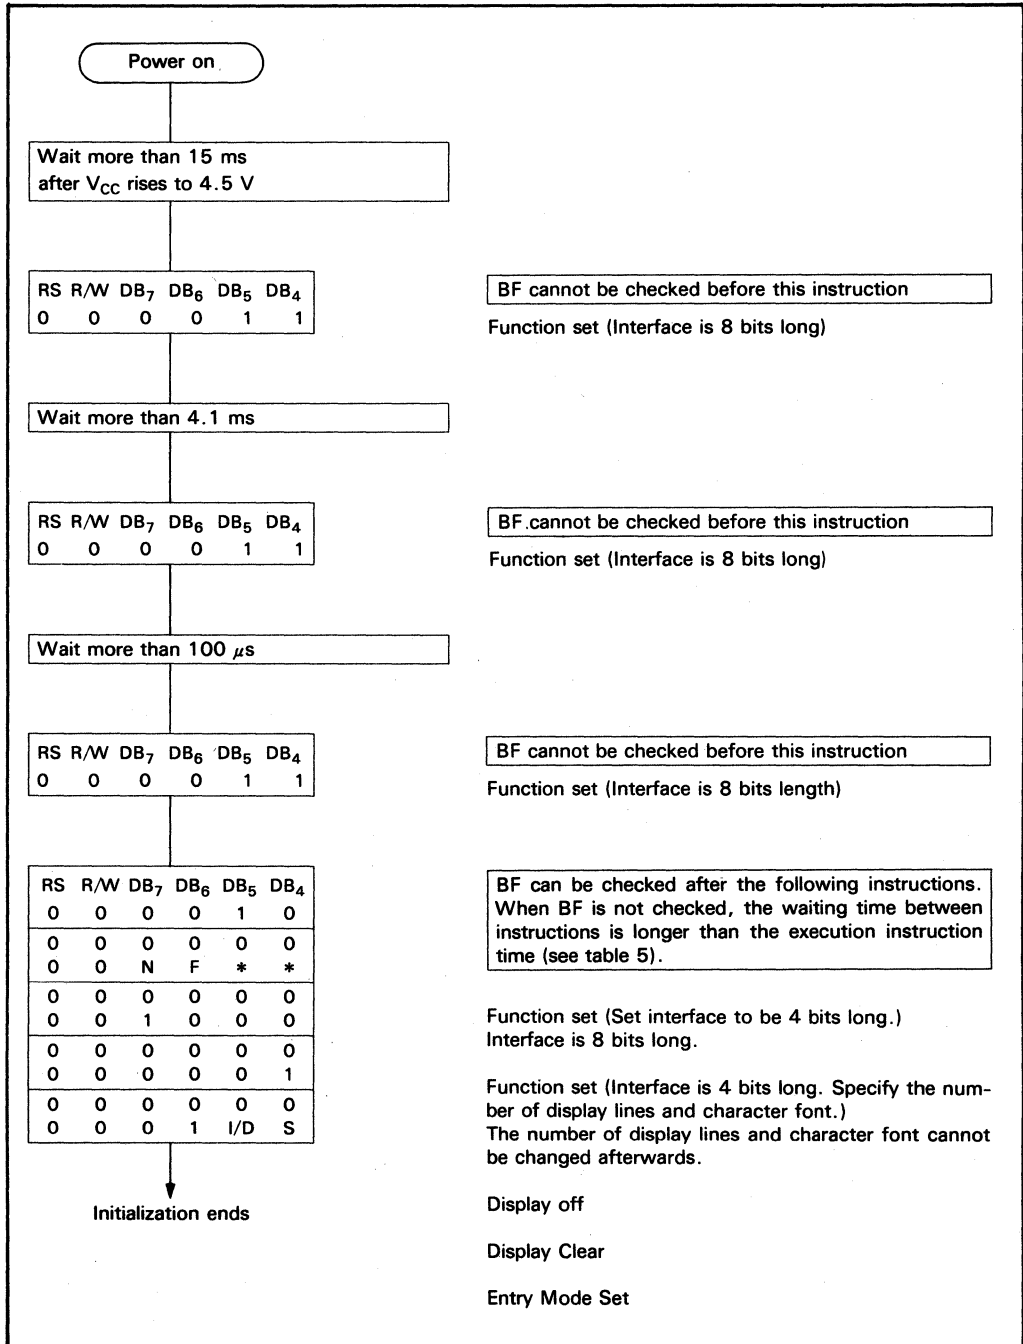 Power on
Wait more than 15 ms
after VCC rises to 4.5 V
RS R/W DB7 DB6 DB5 DB4
0 0 0 0 1 1
BF cannot be checked before this instruction
Function set (Interface is 8 bits long)
Wait more than 4.1 ms
RS R/W DB7 DB6 DB5 DB4
0 0 0 0 1 1
BF cannot be checked before this instruction
Function set (Interface is 8 bits long)
Wait more than 100 μs
RS R/W DB7 DB6 DB5 DB4
0 0 0 0 1 1
BF cannot be checked before this instruction
Function set (Interface is 8 bits length)
RS R/W DB7 DB6 DB5 DB4
0 0 0 0 1 0
0 0 0 0 0 0
0 0 N F * *
0 0 0 0 0 0
0 0 1 0 0 0
0 0 0 0 0 0
0 0 0 0 0 1
0 0 0 0 0 0
0 0 0 1 I/D S
Initialization ends
BF can be checked after the following instructions.
When BF is not checked, the waiting time between
instructions is longer than the execution instruction
time (see table 5).
Function set (Set interface to be 4 bits long.)
Interface is 8 bits long.
Function set (Interface is 4 bits long. Specify the num-
ber of display lines and character font.)
The number of display lines and character font cannot
be changed afterwards.
Display off
Display Clear
Entry Mode Set